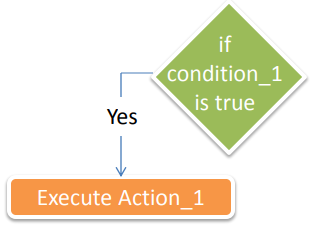 if
condition_1
is true
Yes
Execute Action_1